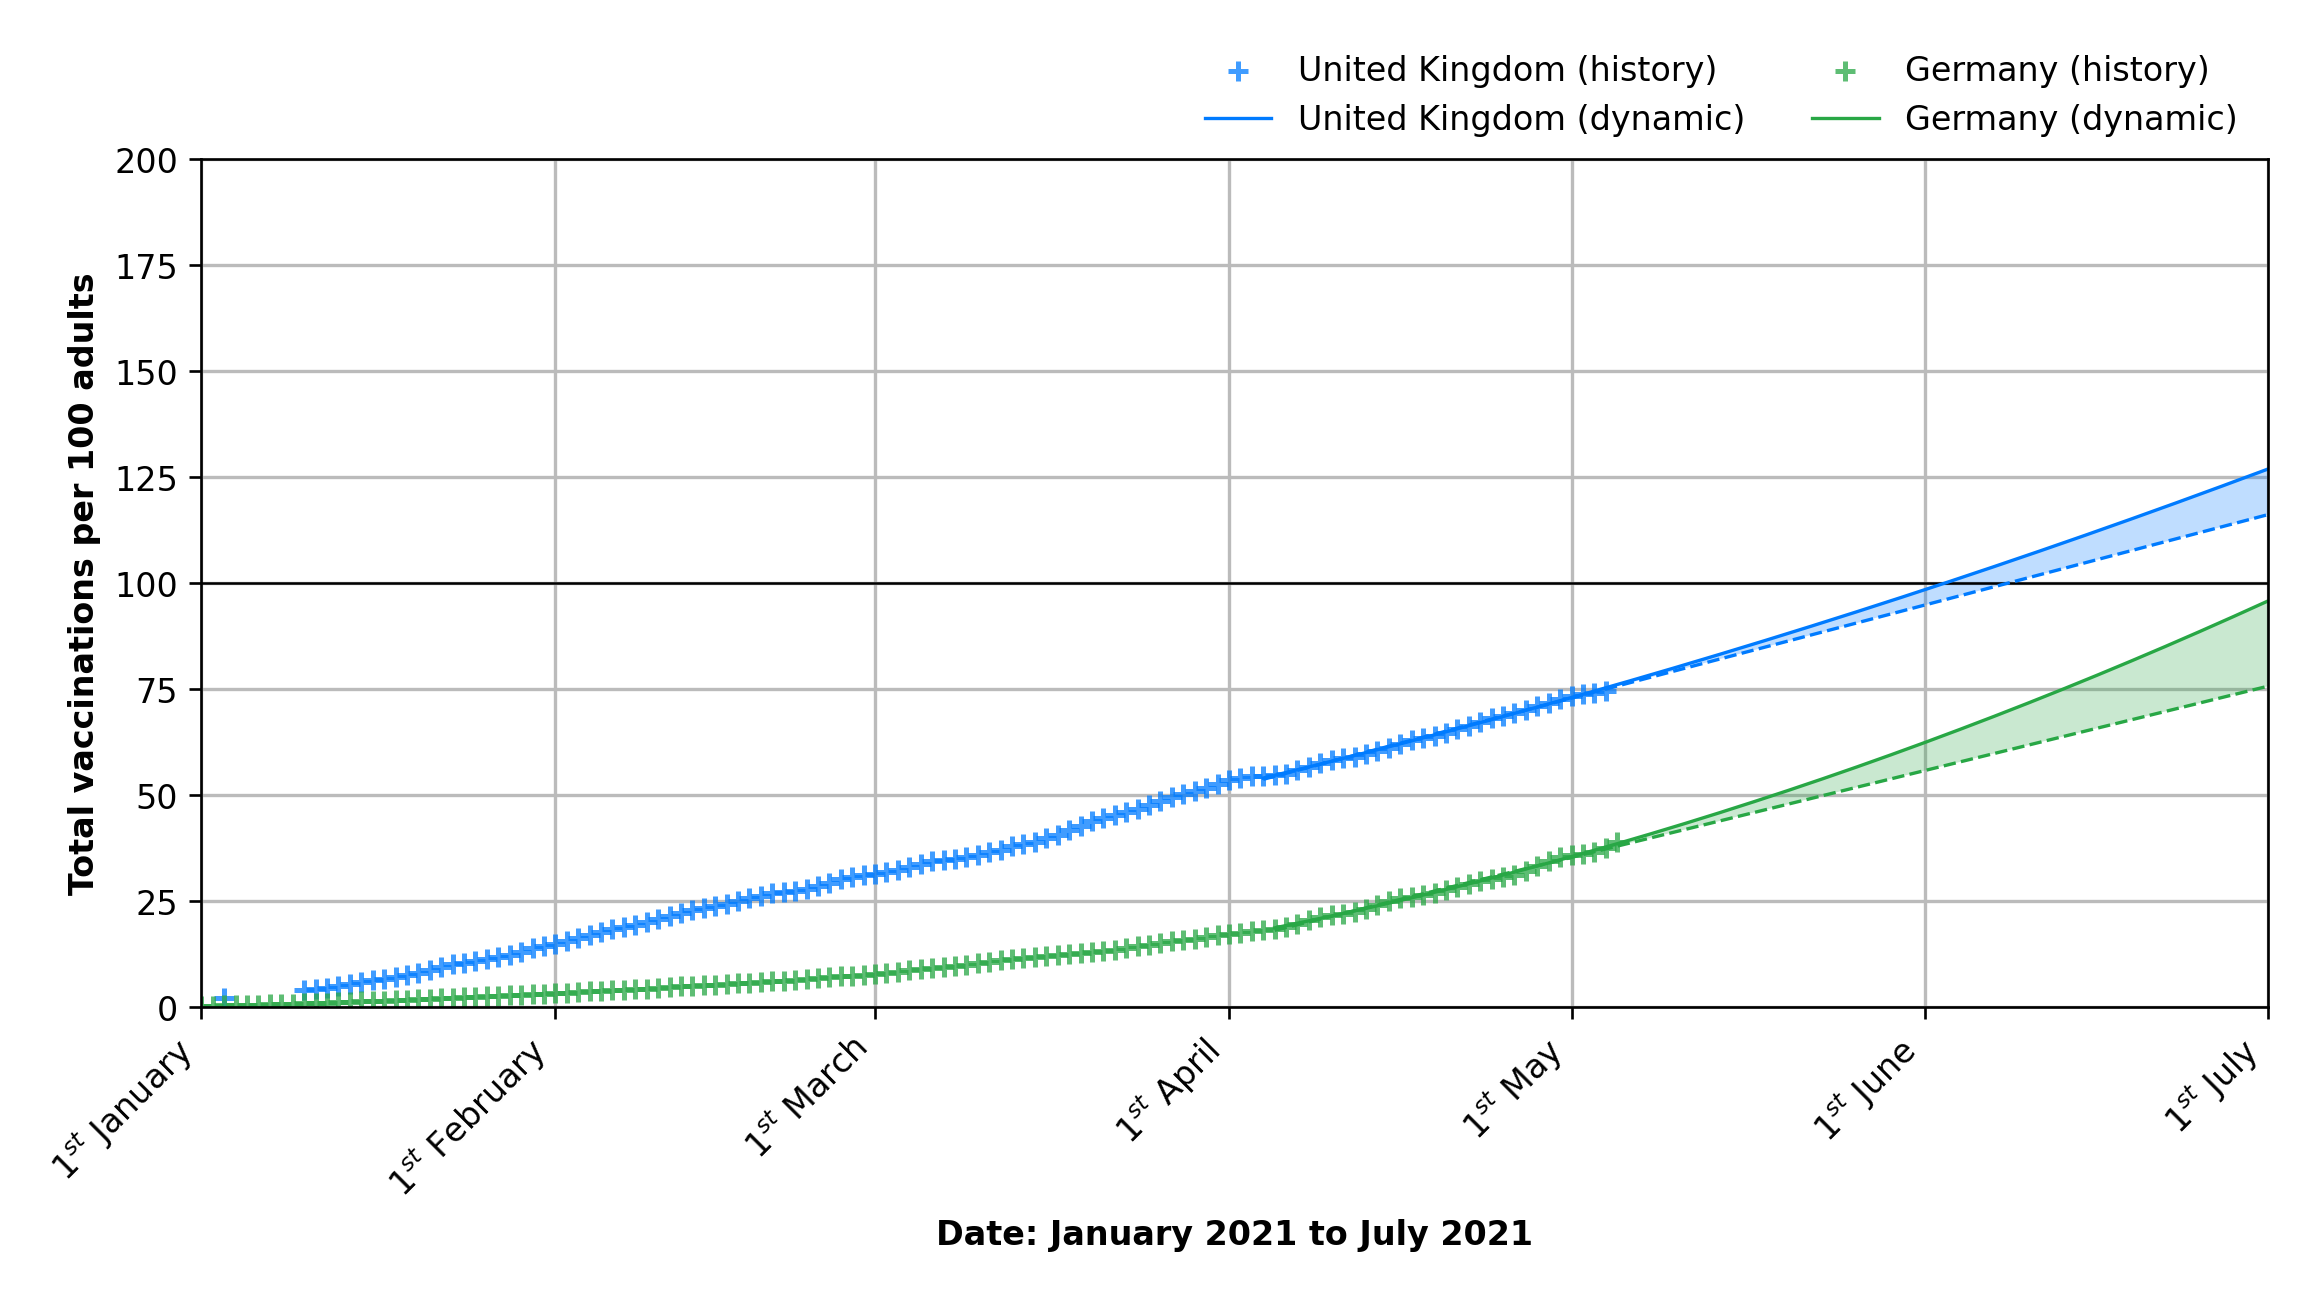 United Kingdom (history)
United Kingdom (dynamic)
Germany (history)
Germany (dynamic)
Total vaccinations per 100 adults
200
175
150
125
100
75
50
25
0
1st January
1st February
1st March
1st April
1st May
1st June
1st July
Date: January 2021 to July 2021